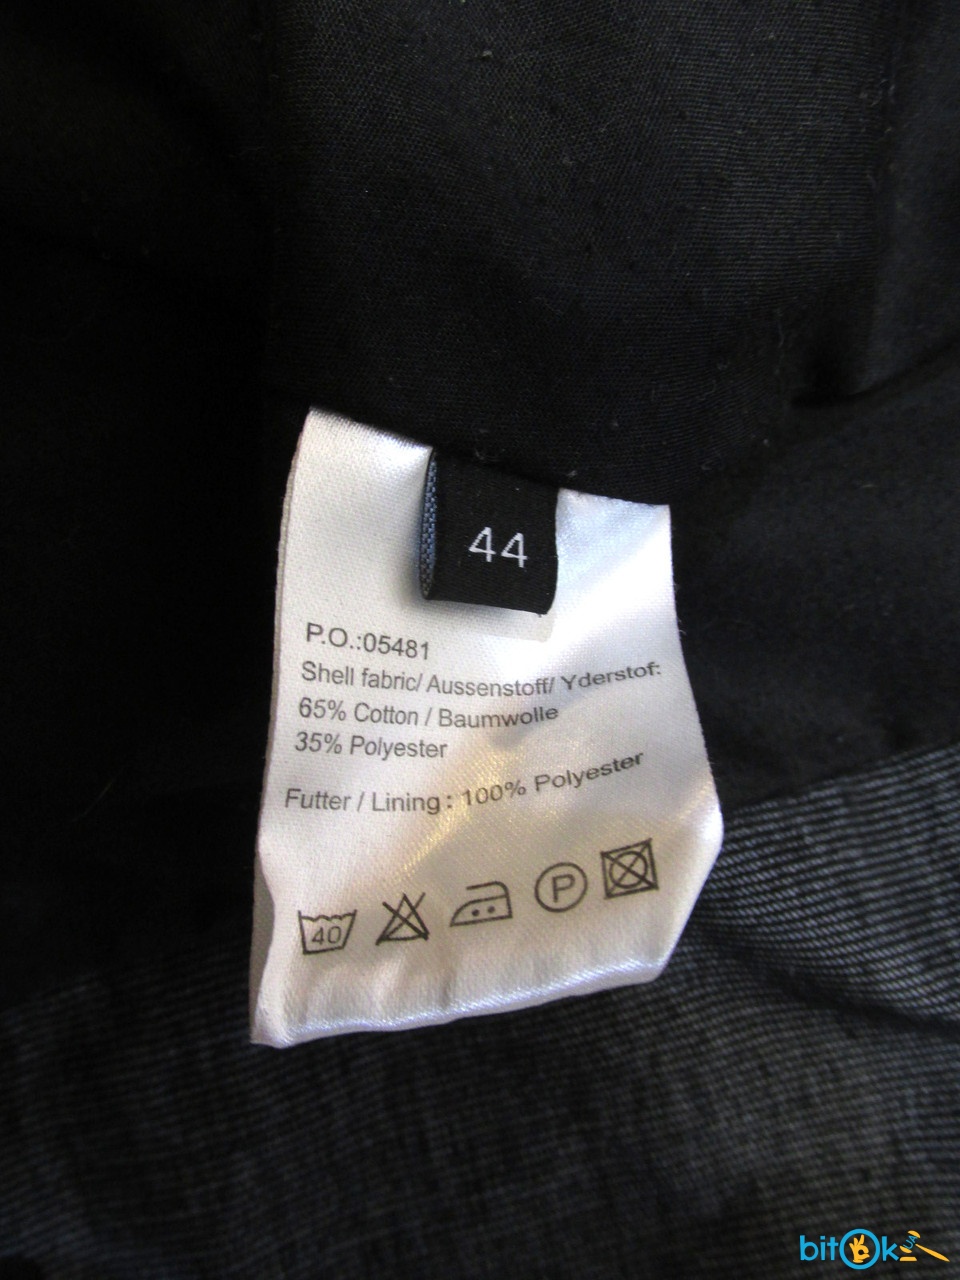 44
P.O.:05481
Shell fabric/ Aussenstoff/ Yderstof:
65% Cotton / Baumwolle
35% Polyester
Futter / Lining : 100% Polyester
40 P
bitOk